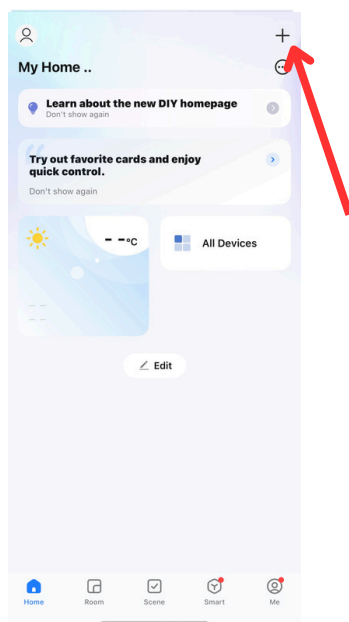 My Home ..
Learn about the new DIY homepage
Don't show again
Try out favorite cards and enjoy
quick control.
Don't show again
- -°C
All Devices
-- --
-- --
Edit
Home
Room
Scene
Smart
Me